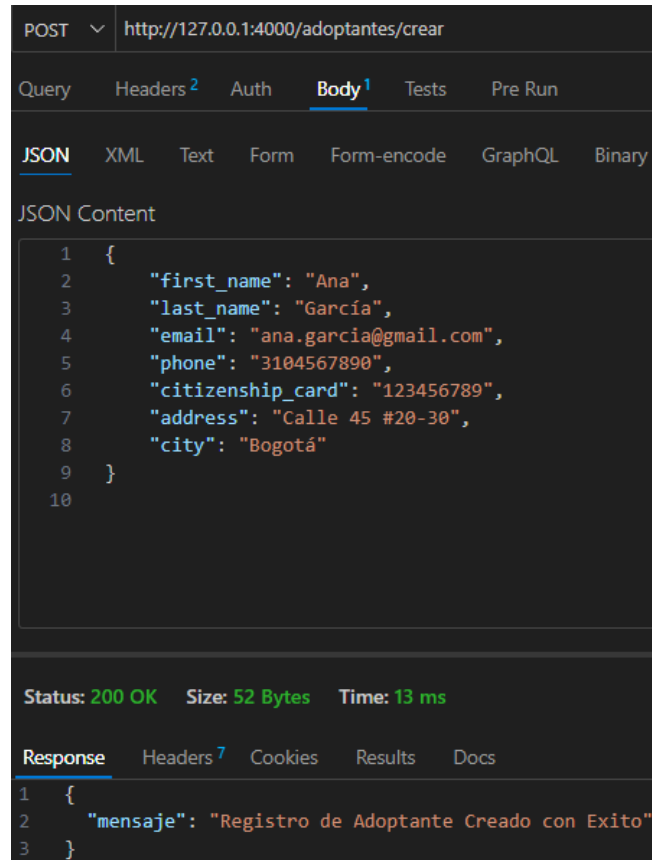 POST http://127.0.0.1:4000/adoptantes/crear
Query Headers 2 Auth Body 1 Tests Pre Run
JSON XML Text Form Form-encode GraphQL Binary
JSON Content
1 {
2 "first_name": "Ana",
3 "last_name": "García",
4 "email": "ana.garcia@gmail.com",
5 "phone": "3104567890",
6 "citizenship_card": "123456789",
7 "address": "Calle 45 #20-30",
8 "city": "Bogotá"
9 }
10
Status: 200 OK Size: 52 Bytes Time: 13 ms
Response Headers 7 Cookies Results Docs
1 {
2 "mensaje": "Registro de Adoptante Creado con Exito"
3 }